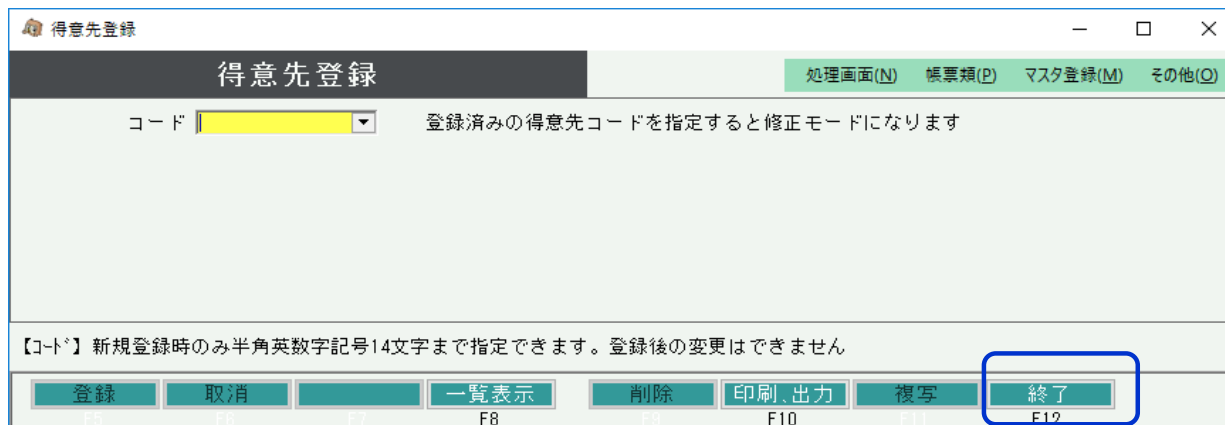 得意先登録
得意先登録 処理画面(N) 帳票類(P) マスタ登録(M) その他(O)
コード 登録済みの得意先コードを指定すると修正モードになります
【ｺｰﾄﾞ】新規登録時のみ半角英数字記号14文字まで指定できます。登録後の変更はできません
登録 取消 一覧表示 削除 印刷、出力 複写 終了
F5 F6 F7 F8 F9 F10 F11 F12